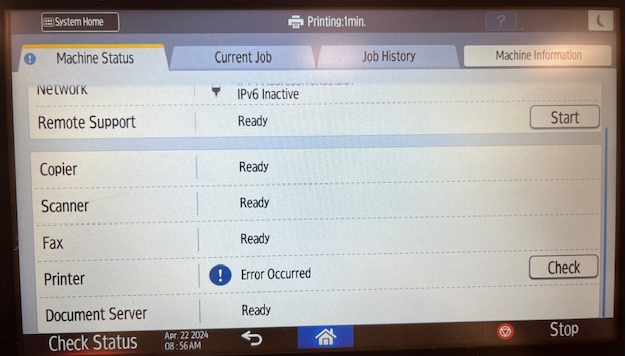 System Home
Printing:1min.
?
Machine Status
Current Job
Job History
Machine Information
Network
IPv6 Inactive
Remote Support Ready Start
Copier Ready
Scanner Ready
Fax Ready
Printer ! Error Occurred Check
Document Server Ready
Check Status
Apr. 22 2024
08:56AM
Stop